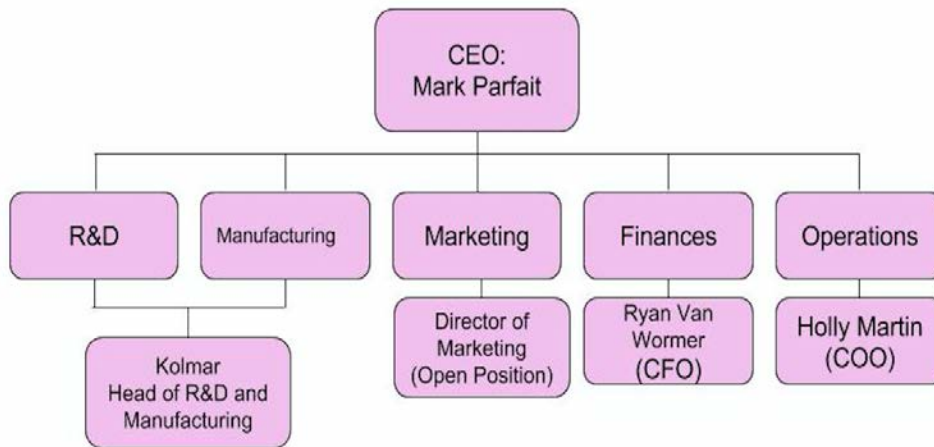 CEO:
Mark Parfait
R&D
Manufacturing
Marketing
Finances
Operations
Kolmar
Head of R&D and
Manufacturing
Director of
Marketing
(Open Position)
Ryan Van
Wormer
(CFO)
Holly Martin
(COO)